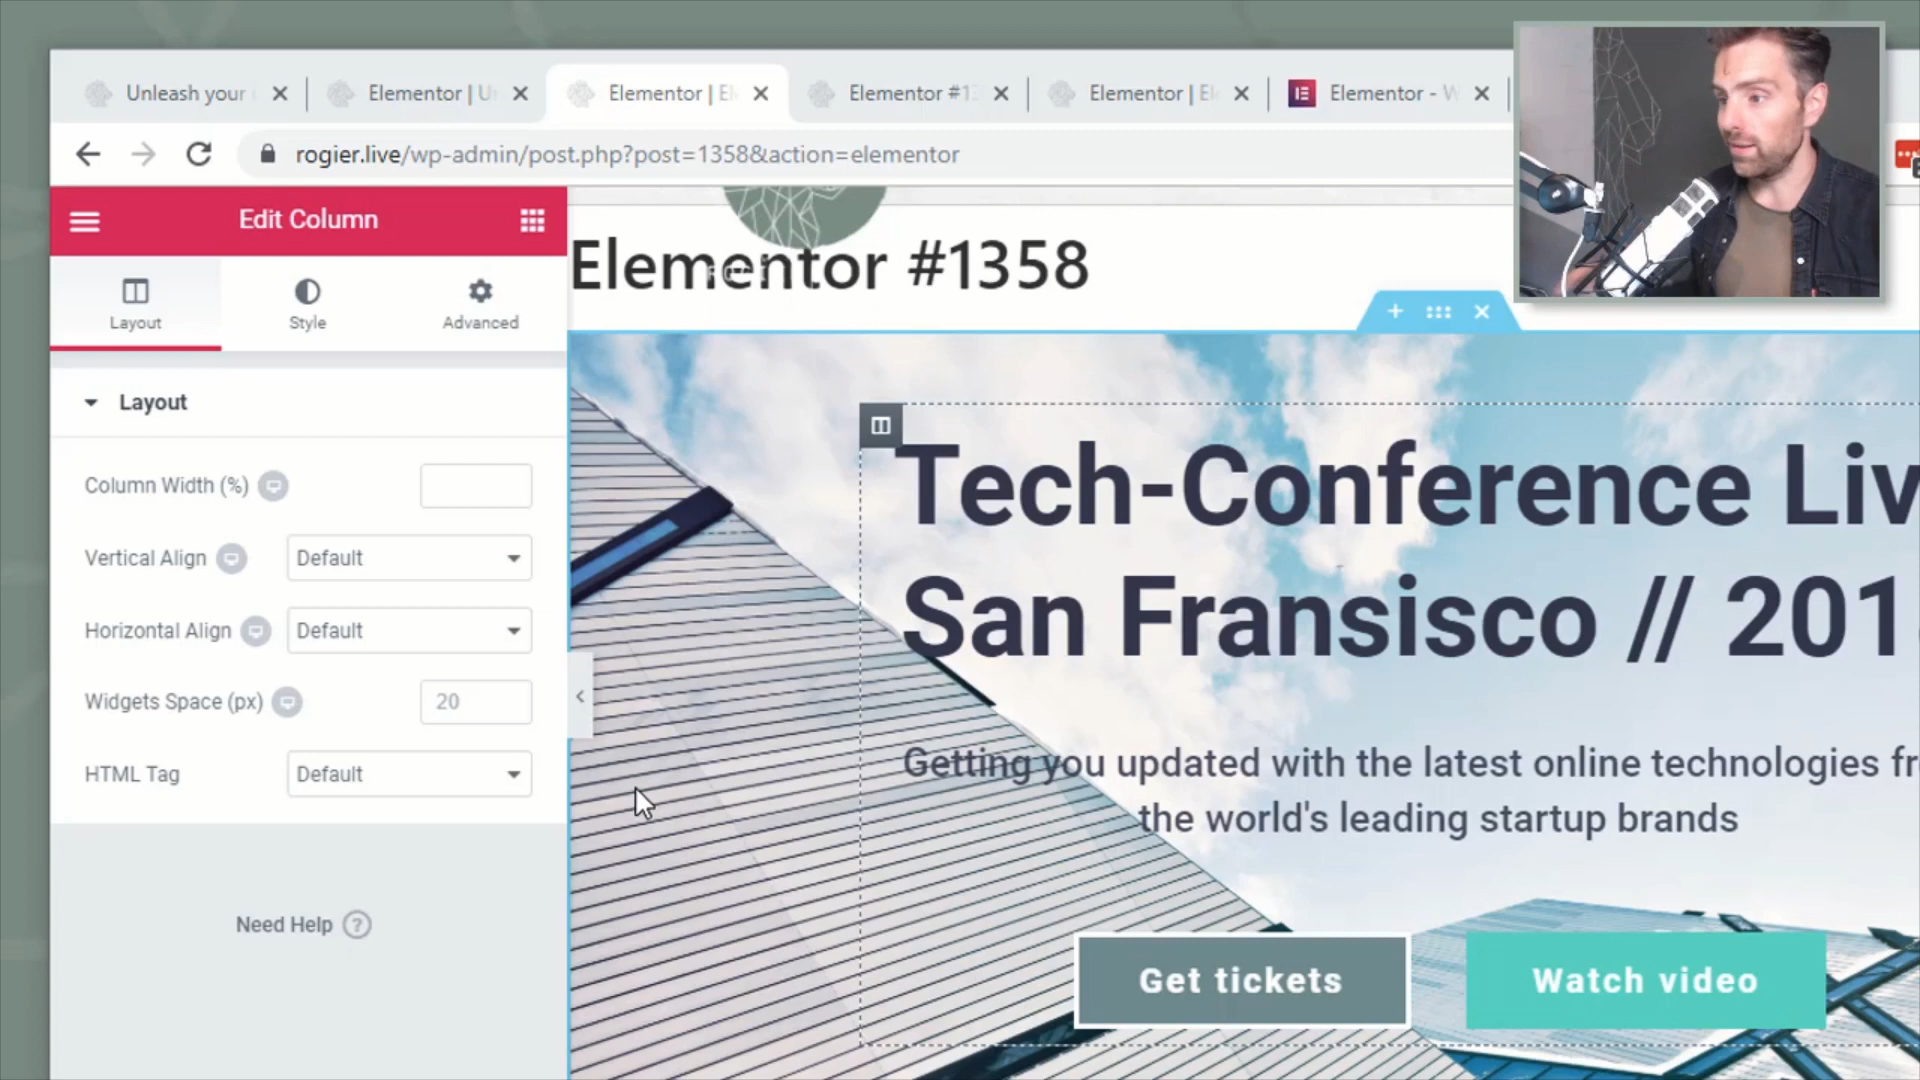 Unleash your
Elementor | U
Elementor | El
Elementor #13
Elementor | El
Elementor - W
rogier.live/wp-admin/post.php?post=1358&action=elementor
Edit Column
Elementor #1358
Layout
Style
Advanced
Layout
Column Width (%)
Vertical Align
Default
Horizontal Align
Default
Widgets Space (px)
20
HTML Tag
Default
Need Help ?
Tech-Conference Liv
San Fransisco // 201
Getting you updated with the latest online technologies fr
the world's leading startup brands
Get tickets
Watch video